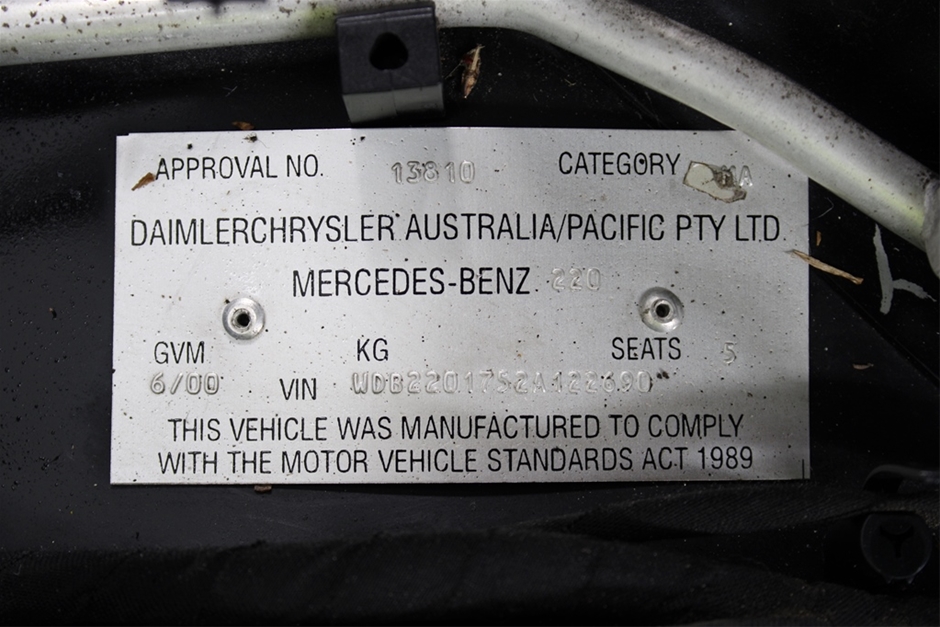 APPROVAL NO. 13810 CATEGORY MA
DAIMLERCHRYSLER AUSTRALIA/PACIFIC PTY LTD
MERCEDES-BENZ 220
GVM KG SEATS 5
6/00 VIN WDB2201752A122690
THIS VEHICLE WAS MANUFACTURED TO COMPLY
WITH THE MOTOR VEHICLE STANDARDS ACT 1989